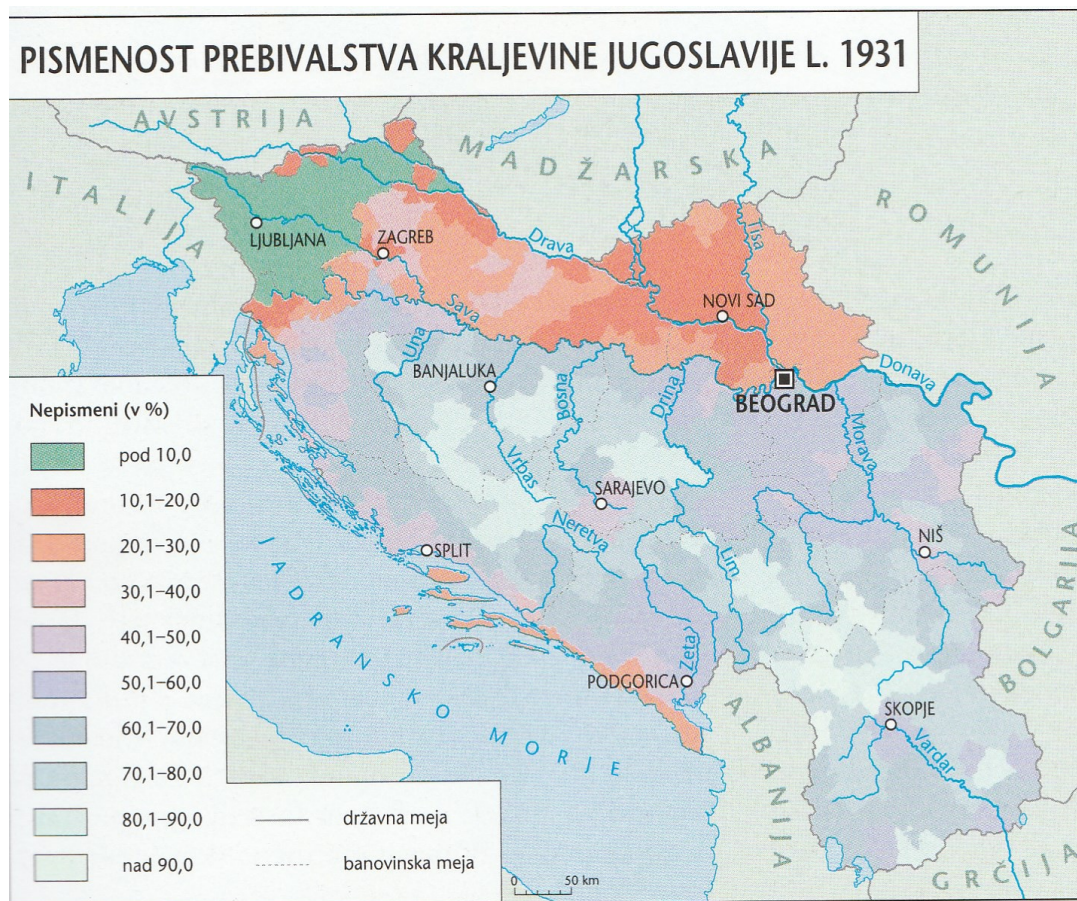 PISMENOST PREBIVALSTVA KRALJEVINE JUGOSLAVIJE L. 1931
AVSTRIJA
MADŽARSKA
ITALIJA
ROMUNIJA
LJUBLJANA
ZAGREB
Drava
Tisa
Sava
NOVI SAD
Una
BANJALUKA
Bosna
Drina
BEOGRAD
Donava
Vrbas
Morava
SARAJEVO
Neretva
SPLIT
Lim
NIŠ
BOLGARIJA
JADRANSKO MORJE
Zeta
PODGORICA
ALBANIJA
SKOPJE
Vardar
GRČIJA
Nepismeni (v %)
pod 10,0
10,1–20,0
20,1–30,0
30,1–40,0
40,1–50,0
50,1–60,0
60,1–70,0
70,1–80,0
80,1–90,0
nad 90,0
državna meja
banovinska meja
0 50 km